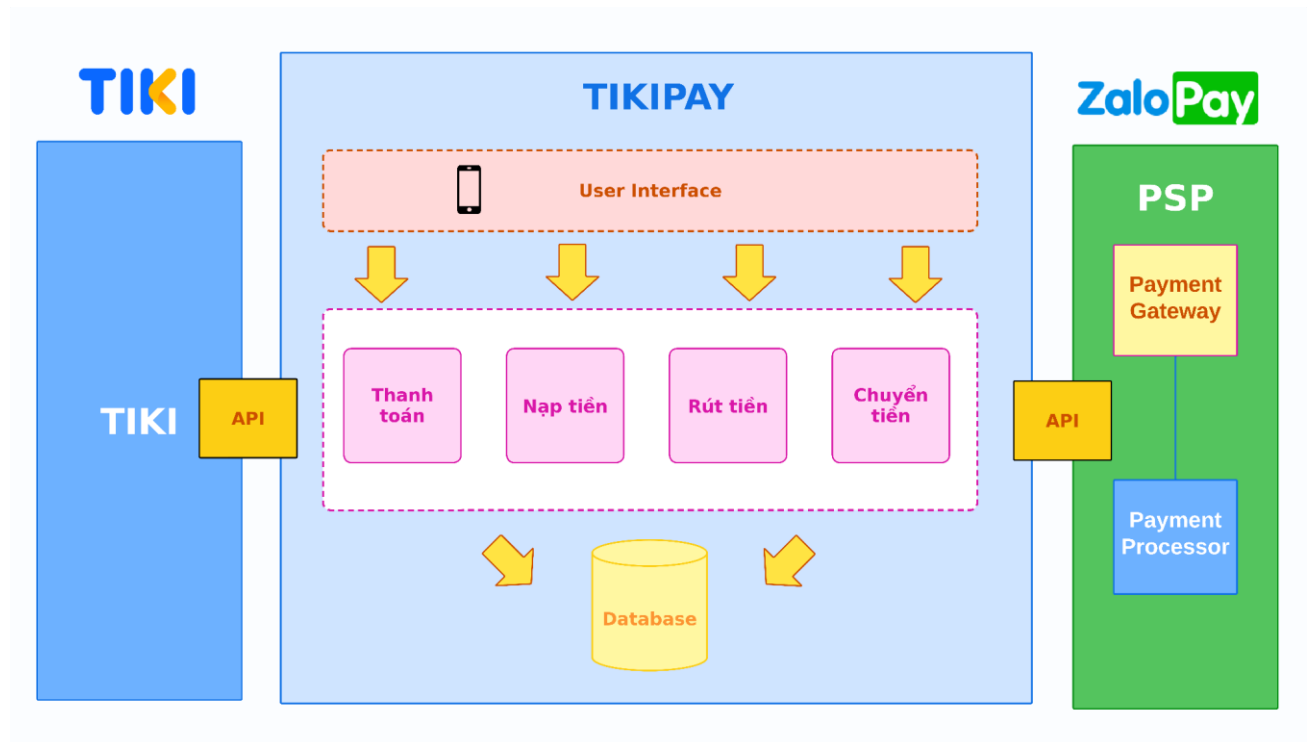 TIKI
TIKIPAY
ZaloPay
User Interface
PSP
Payment
Gateway
Thanh
toán
Nạp tiền
Rút tiền
Chuyển
tiền
TIKI
API
API
Payment
Processor
Database